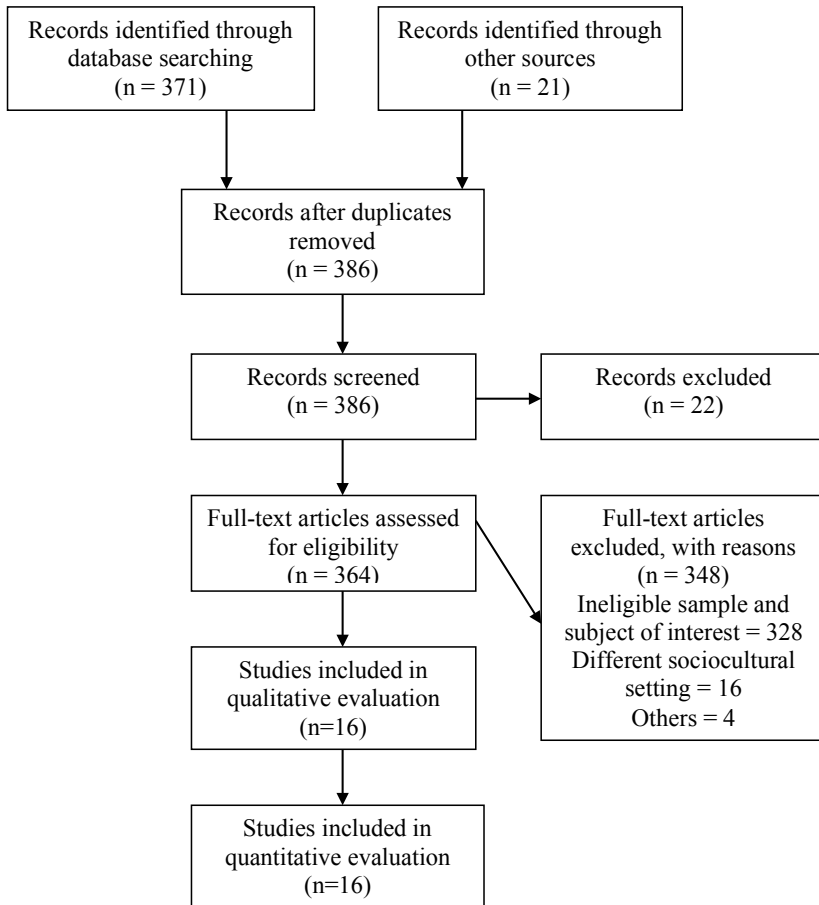 Records identified through
database searching
(n = 371)
Records identified through
other sources
(n = 21)
Records after duplicates
removed
(n = 386)
Records screened
(n = 386)
Records excluded
(n = 22)
Full-text articles assessed
for eligibility
(n = 364)
Full-text articles
excluded, with reasons
(n = 348)
Ineligible sample and
subject of interest = 328
Different sociocultural
setting = 16
Others = 4
Studies included in
qualitative evaluation
(n=16)
Studies included in
quantitative evaluation
(n=16)